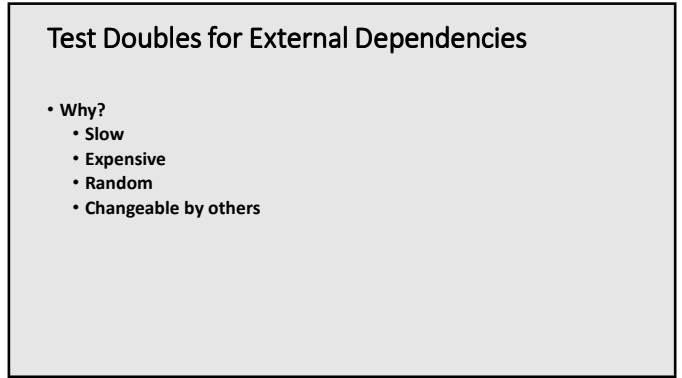 Test Doubles for External Dependencies
• Why?
• Slow
• Expensive
• Random
• Changeable by others